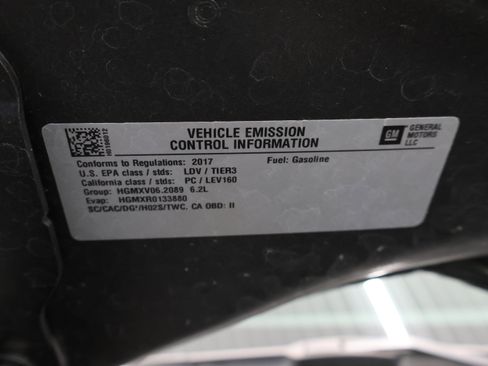 VEHICLE EMISSION
CONTROL INFORMATION
GM
GENERAL
MOTORS
LLC
Conforms to Regulations: 2017 Fuel: Gasoline
U.S. EPA class / stds: LDV / TIER3
California class / stds: PC / LEV160
Group: HGMXV06.2089 6.2L
Evap: HGMXR0133880
SC/CAC/DGI/HO2S/TWC, CA OBD: II